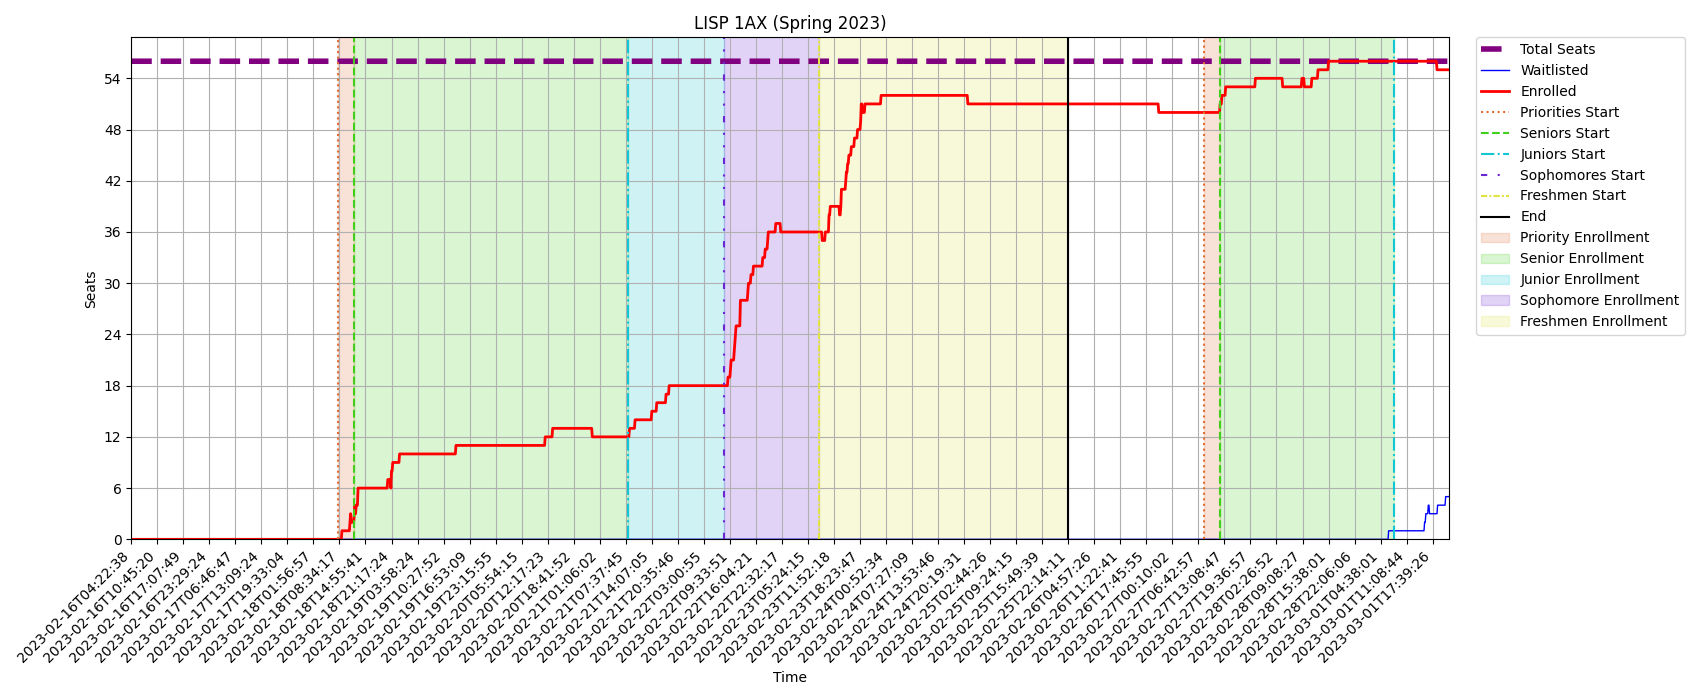 LISP 1AX (Spring 2023)
Seats
54
48
42
36
30
24
18
12
6
0
2023-02-16T04:22:38
2023-02-16T10:45:20
2023-02-16T17:07:49
2023-02-16T23:29:24
2023-02-17T06:46:47
2023-02-17T13:09:24
2023-02-17T19:33:04
2023-02-18T01:56:57
2023-02-18T08:34:17
2023-02-18T14:55:41
2023-02-18T21:17:24
2023-02-19T03:58:24
2023-02-19T10:27:52
2023-02-19T16:53:09
2023-02-19T23:15:55
2023-02-20T05:54:15
2023-02-20T12:17:23
2023-02-20T18:41:52
2023-02-21T01:06:02
2023-02-21T07:37:45
2023-02-21T14:07:05
2023-02-21T20:35:46
2023-02-22T03:00:55
2023-02-22T09:33:51
2023-02-22T16:04:21
2023-02-22T22:32:17
2023-02-23T05:24:15
2023-02-23T11:52:18
2023-02-23T18:23:47
2023-02-24T00:52:34
2023-02-24T07:27:09
2023-02-24T13:53:46
2023-02-24T20:19:31
2023-02-25T02:44:26
2023-02-25T09:24:15
2023-02-25T15:49:39
2023-02-25T22:14:11
2023-02-26T04:57:26
2023-02-26T11:22:41
2023-02-26T17:45:55
2023-02-27T00:10:02
2023-02-27T06:42:57
2023-02-27T13:08:47
2023-02-27T19:36:57
2023-02-28T02:26:52
2023-02-28T09:08:27
2023-02-28T15:38:01
2023-02-28T22:06:06
2023-03-01T04:38:01
2023-03-01T11:08:44
2023-03-01T17:39:26
Time
Total Seats
Waitlisted
Enrolled
Priorities Start
Seniors Start
Juniors Start
Sophomores Start
Freshmen Start
End
Priority Enrollment
Senior Enrollment
Junior Enrollment
Sophomore Enrollment
Freshmen Enrollment